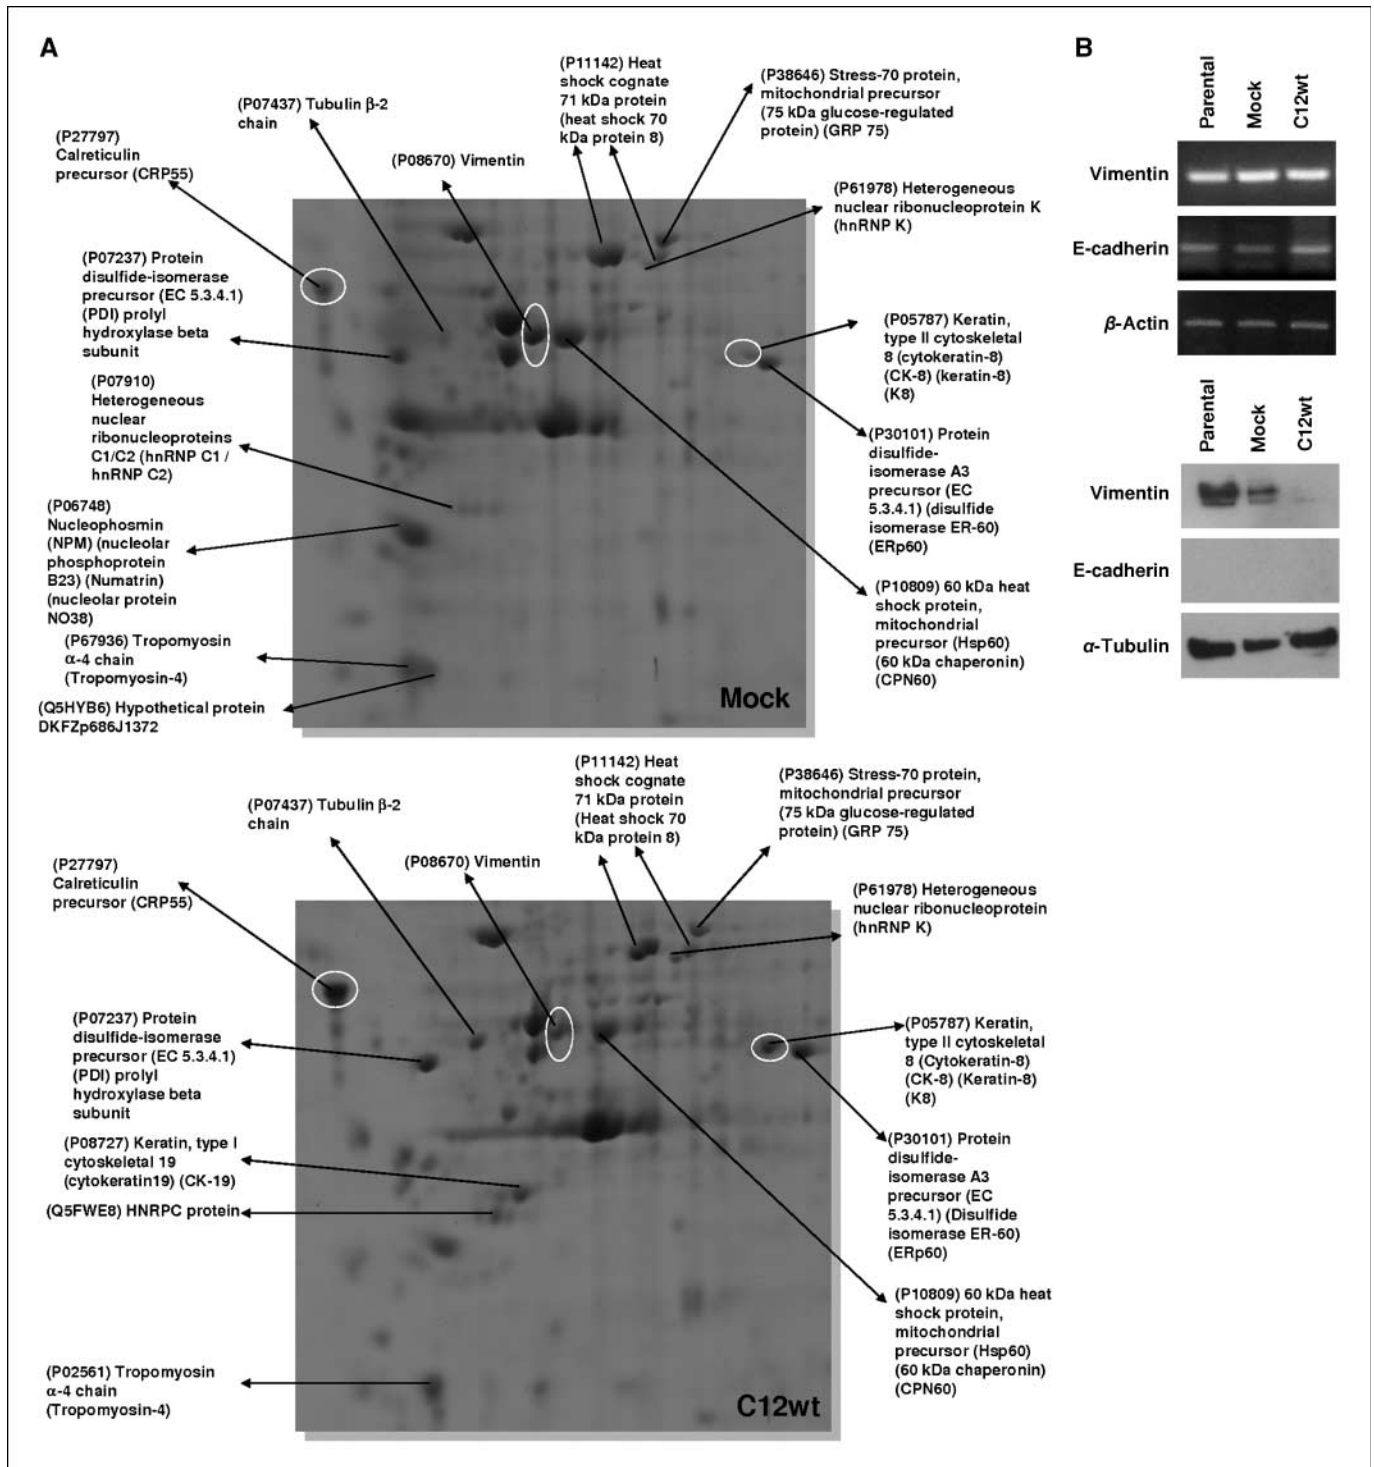 A
(P11142) Heat
shock cognate
71 kDa protein
(heat shock 70
kDa protein 8)
(P38646) Stress-70 protein,
mitochondrial precursor
(75 kDa glucose-regulated
protein) (GRP 75)
(P07437) Tubulin β-2
chain
(P27797)
Calreticulin
precursor (CRP55)
(P08670) Vimentin
(P61978) Heterogeneous
nuclear ribonucleoprotein K
(hnRNP K)
(P07237) Protein
disulfide-isomerase
precursor (EC 5.3.4.1)
(PDI) prolyl
hydroxylase beta
subunit
(P05787) Keratin,
type II cytoskeletal
8 (cytokeratin-8)
(CK-8) (keratin-8)
(K8)
(P07910)
Heterogeneous
nuclear
ribonucleoproteins
C1/C2 (hnRNP C1 /
hnRNP C2)
(P30101) Protein
disulfide-
isomerase A3
precursor (EC
5.3.4.1) (disulfide
isomerase ER-60)
(ERp60)
(P06748)
Nucleophosmin
(NPM) (nucleolar
phosphoprotein
B23) (Numatrin)
(nucleolar protein
NO38)
(P10809) 60 kDa heat
shock protein,
mitochondrial
precursor (Hsp60)
(60 kDa chaperonin)
(CPN60)
(P67936) Tropomyosin
α-4 chain
(Tropomyosin-4)
(Q5HYB6) Hypothetical protein
DKFZp686J1372
Mock
(P11142) Heat
shock cognate
71 kDa protein
(Heat shock 70
kDa protein 8)
(P38646) Stress-70 protein,
mitochondrial precursor
(75 kDa glucose-regulated
protein) (GRP 75)
(P07437) Tubulin β-2
chain
(P27797)
Calreticulin
precursor (CRP55)
(P08670) Vimentin
(P61978) Heterogeneous
nuclear ribonucleoprotein
(hnRNP K)
(P07237) Protein
disulfide-isomerase
precursor (EC 5.3.4.1)
(PDI) prolyl
hydroxylase beta
subunit
(P05787) Keratin,
type II cytoskeletal
8 (Cytokeratin-8)
(CK-8) (Keratin-8)
(K8)
(P08727) Keratin, type I
cytoskeletal 19
(cytokeratin19) (CK-19)
(Q5FWE8) HNRPC protein
(P30101) Protein
disulfide-
isomerase A3
precursor (EC
5.3.4.1) (Disulfide
isomerase ER-60)
(ERp60)
(P10809) 60 kDa heat
shock protein,
mitochondrial
precursor (Hsp60)
(60 kDa chaperonin)
(CPN60)
(P02561) Tropomyosin
α-4 chain
(Tropomyosin-4)
C12wt
B
Parental
Mock
C12wt
Vimentin
E-cadherin
β-Actin
Parental
Mock
C12wt
Vimentin
E-cadherin
α-Tubulin